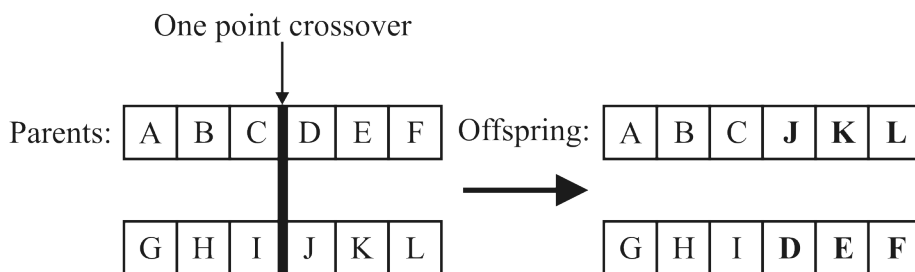 One point crossover
Parents: A B C D E F Offspring: A B C J K L
G H I J K L G H I D E F